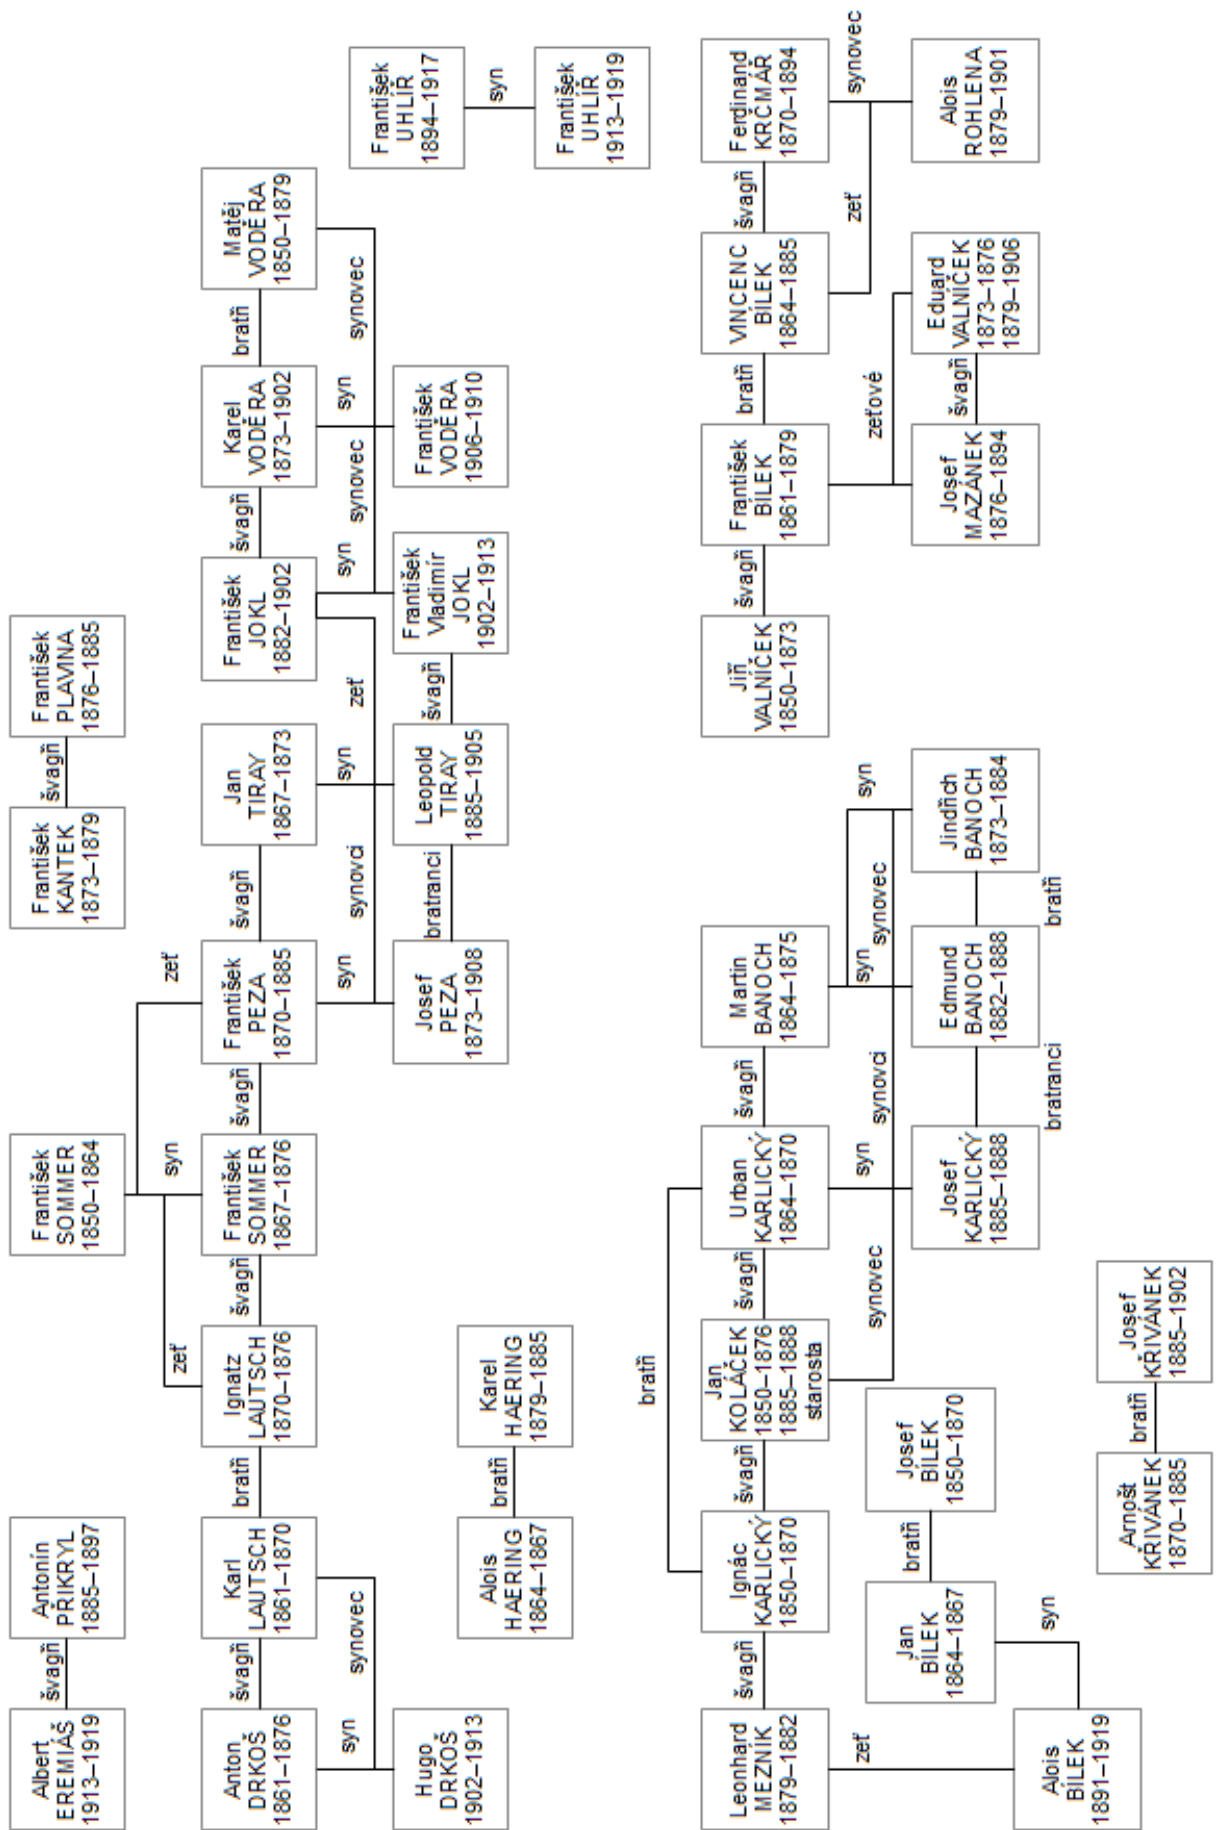 Albert
EREMIÁŠ
1913–1919
švagři
Antonín
PŘIKRYL
1885–1897
František
SOMMER
1850–1864
František
KANTEK
1873–1879
švagři
František
PLAVINA
1876–1885
zeť
syn
zeť
Anton
DRKOŠ
1861–1876
švagři
Karl
LAUTSCH
1861–1870
bratři
Ignatz
LAUTSCH
1870–1876
švagři
František
SOMMER
1867–1876
švagři
František
PEZA
1870–1885
švagři
Jan
TIRAY
1867–1873
František
JOKL
1882–1902
švagři
Karel
VODĚRA
1873–1902
bratři
Matěj
VODĚRA
1850–1879
syn
synovec
syn
synovci
syn
zeť
syn
synovec
syn
synovec
Hugo
DRKOŠ
1902–1913
Josef
PEZA
1873–1908
bratranci
Leopold
TIRAY
1885–1905
švagři
František
Vladimír
JOKL
1902–1913
František
VODĚRA
1906–1910
František
UHLÍŘ
1894–1917
syn
František
UHLÍŘ
1913–1919
Alois
HAERING
1864–1867
bratři
Karel
HAERING
1879–1885
bratři
Leonhard
MEZNÍK
1879–1882
švagři
Ignác
KARLICKÝ
1850–1870
švagři
Jan
KOLÁČEK
1850–1876
1885–1888
starosta
švagři
Urban
KARLICKÝ
1864–1870
švagři
Martin
BANOCH
1864–1875
Jiří
VALNÍČEK
1850–1873
švagři
František
BÍLEK
1861–1879
bratři
VINCENC
BÍLEK
1864–1885
švagři
Ferdinand
KRČMÁŘ
1870–1894
zeť
synovec
syn
synovci
syn
synovec
syn
zeťové
zeť
synovec
Jan
BÍLEK
1864–1867
bratři
Josef
BÍLEK
1850–1870
Josef
KARLICKÝ
1885–1888
bratranci
Edmund
BANOCH
1882–1888
bratři
Jindřich
BANOCH
1873–1884
Josef
MAZÁNEK
1876–1894
švagři
Eduard
VALNÍČEK
1873–1876
1879–1906
Alois
ROHLENA
1879–1901
syn
Alois
BÍLEK
1891–1919
Arnošt
KŘIVÁNEK
1870–1885
bratři
Josef
KŘIVÁNEK
1885–1902